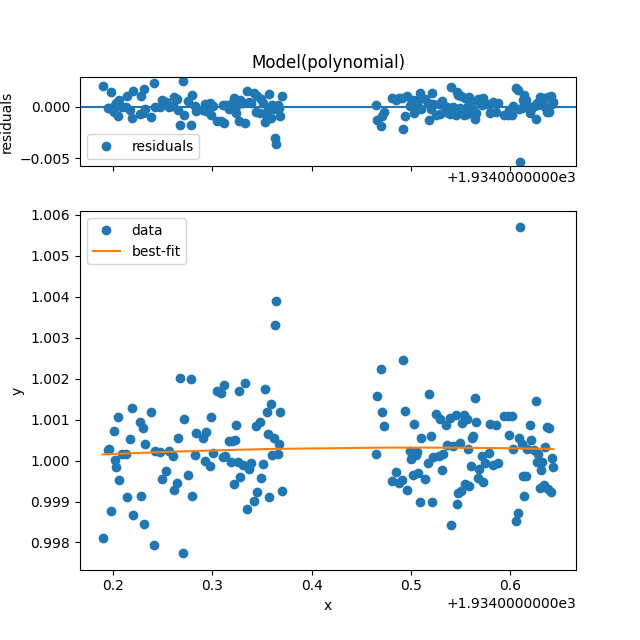 Model(polynomial)
residuals
0.000
−0.005
residuals
+1.9340000000e3
y
1.006
1.005
1.004
1.003
1.002
1.001
1.000
0.999
0.998
data
best-fit
0.2 0.3 0.4 0.5 0.6
x
+1.9340000000e3